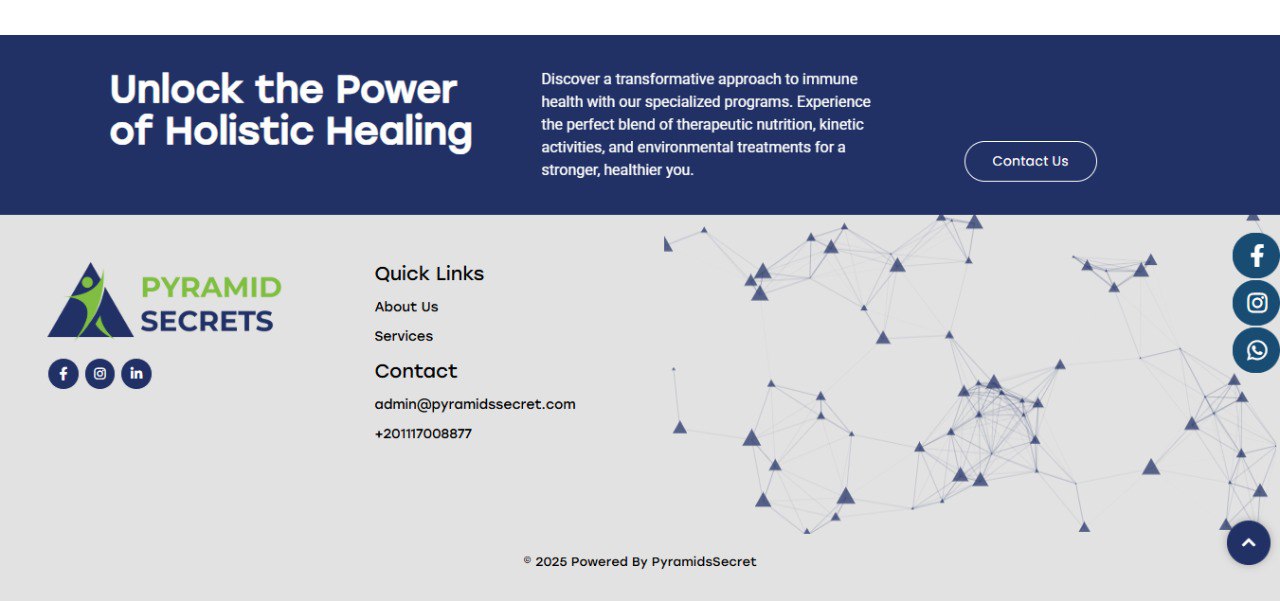 Unlock the Power
of Holistic Healing
Discover a transformative approach to immune
health with our specialized programs. Experience
the perfect blend of therapeutic nutrition, kinetic
activities, and environmental treatments for a
stronger, healthier you.
Contact Us
PYRAMID
SECRETS
Quick Links
About Us
Services
Contact
admin@pyramidssecret.com
+201117008877
© 2025 Powered By PyramidsSecret